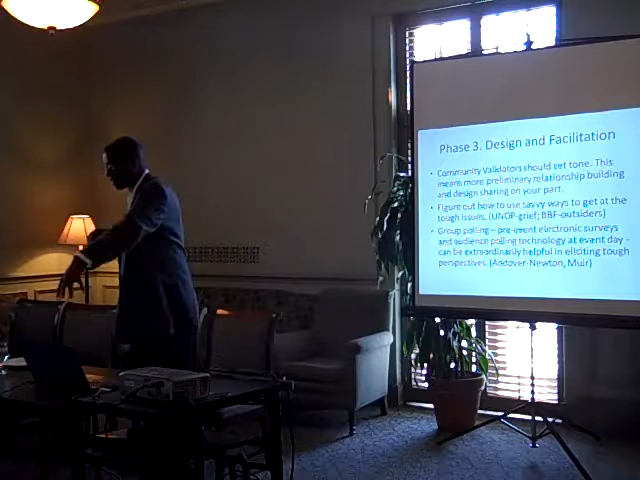 Phase 3. Design and Facilitation
• Community Validators should set tone. This
means more preliminary relationship building
and design sharing on your part.
• Figure out how to use savvy ways to get at the
tough issues. (UNOP-grief; BBF-outsiders)
• Group polling – pre-event electronic surveys
and audience polling technology at event day -
can be extraordinarily helpful in eliciting tough
perspectives. (Andover-Newton, Muir)